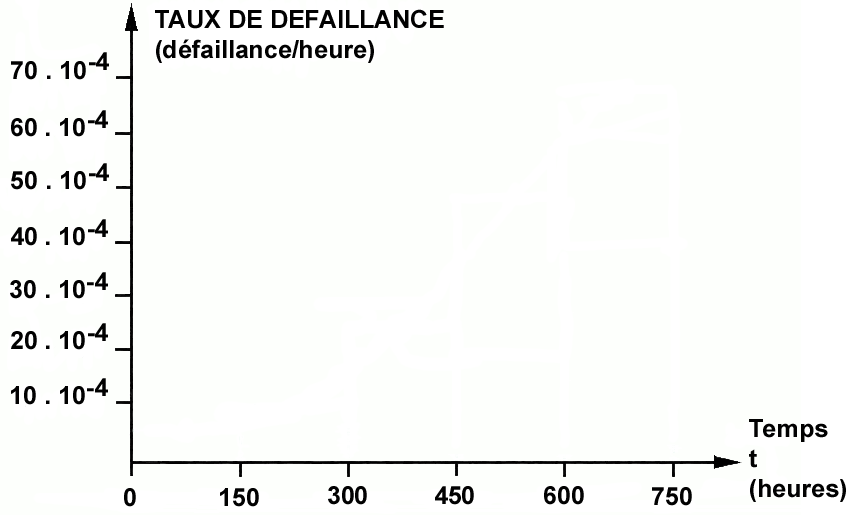 TAUX DE DEFAILLANCE
(défaillance/heure)
70 . 10-4
60 . 10-4
50 . 10-4
40 . 10-4
30 . 10-4
20 . 10-4
10 . 10-4
Temps
t
(heures)
0 150 300 450 600 750